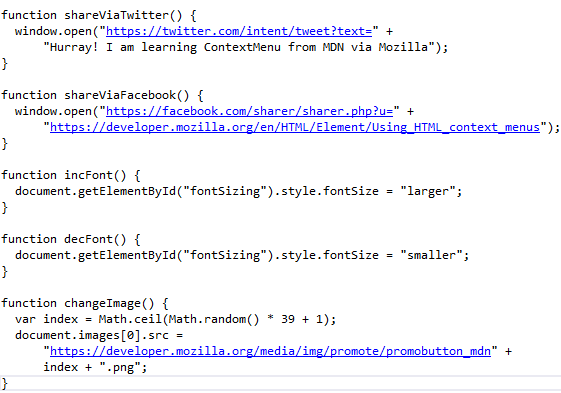 function shareViaTwitter() {
  window.open("https://twitter.com/intent/tweet?text=" +
      "Hurray! I am learning ContextMenu from MDN via Mozilla");
}

function shareViaFacebook() {
  window.open("https://facebook.com/sharer/sharer.php?u=" +
      "https://developer.mozilla.org/en/HTML/Element/Using_HTML_context_menus");
}

function incFont() {
  document.getElementById("fontSizing").style.fontSize = "larger";
}

function decFont() {
  document.getElementById("fontSizing").style.fontSize = "smaller";
}

function changeImage() {
  var index = Math.ceil(Math.random() * 39 + 1);
  document.images[0].src =
      "https://developer.mozilla.org/media/img/promote/promobutton_mdn" +
      index + ".png";
}